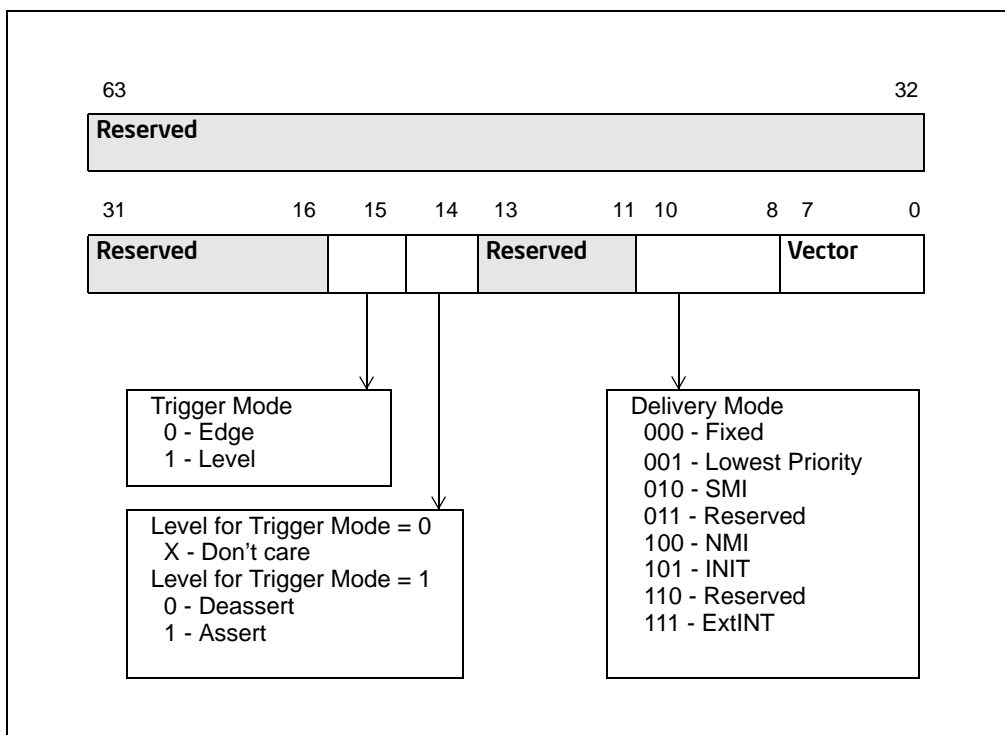 63 32
Reserved
31 16 15 14 13 11 10 8 7 0
Reserved Reserved Vector
Trigger Mode
0 - Edge
1 - Level
Level for Trigger Mode = 0
X - Don't care
Level for Trigger Mode = 1
0 - Deassert
1 - Assert
Delivery Mode
000 - Fixed
001 - Lowest Priority
010 - SMI
011 - Reserved
100 - NMI
101 - INIT
110 - Reserved
111 - ExtINT